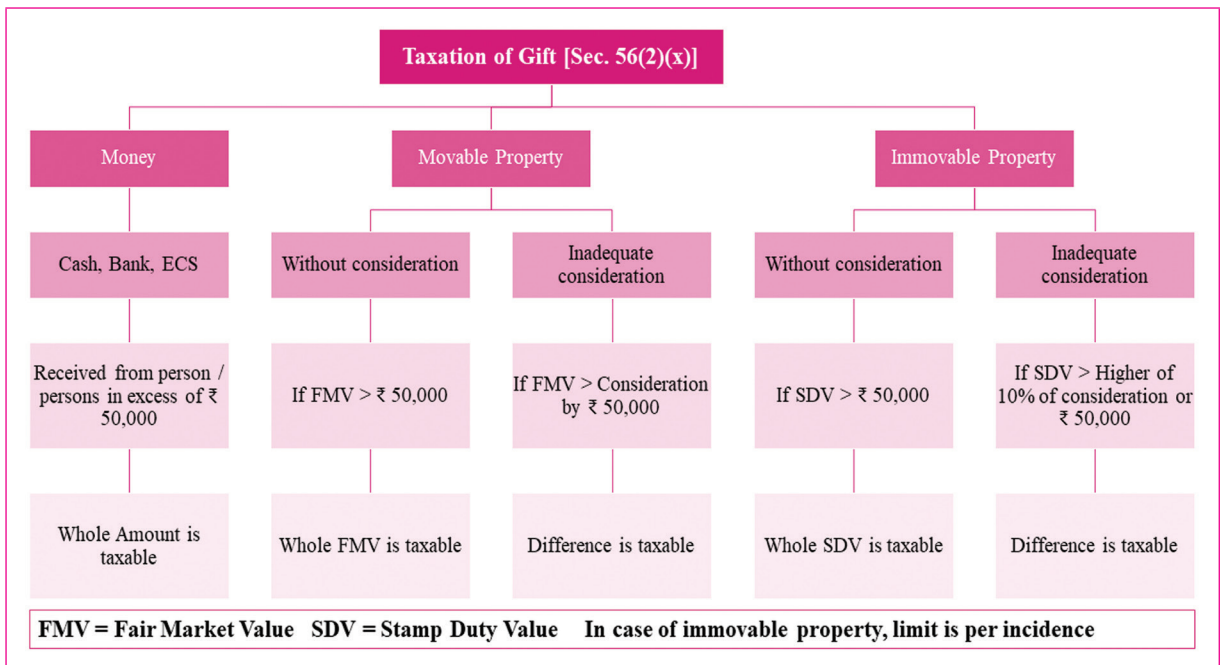 Taxation of Gift [Sec. 56(2)(x)]
Money
Movable Property
Immovable Property
Cash, Bank, ECS
Without consideration
Inadequate
consideration
Without consideration
Inadequate
consideration
Received from person /
persons in excess of ₹
50,000
If FMV > ₹ 50,000
If FMV > Consideration
by ₹ 50,000
If SDV > ₹ 50,000
If SDV > Higher of
10% of consideration or
₹ 50,000
Whole Amount is
taxable
Whole FMV is taxable
Difference is taxable
Whole SDV is taxable
Difference is taxable
FMV = Fair Market Value SDV = Stamp Duty Value In case of immovable property, limit is per incidence